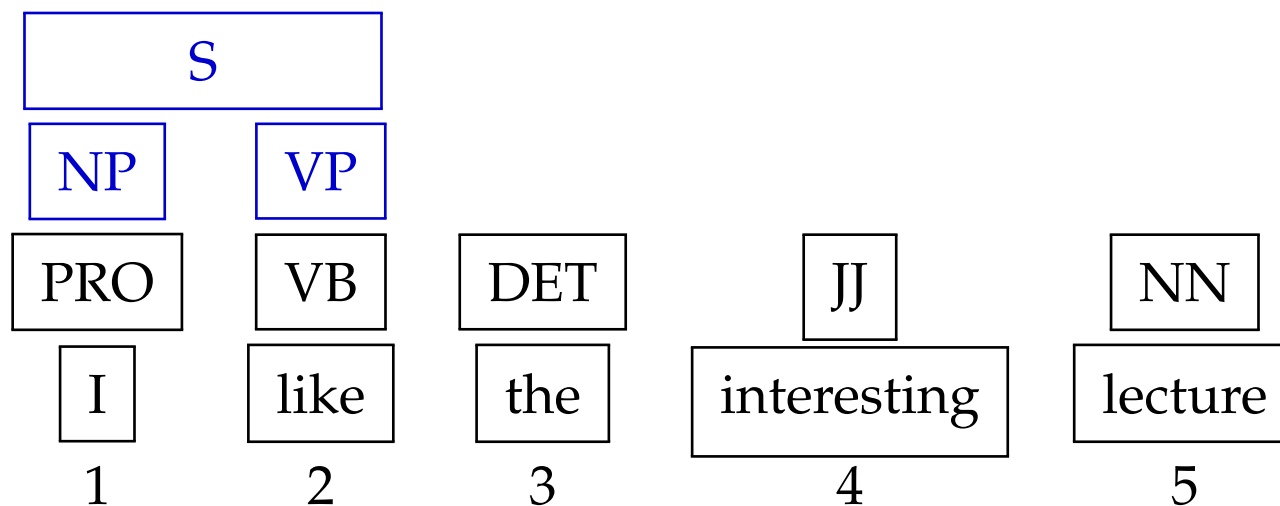 S
NP VP
PRO VB DET JJ NN
I like the interesting lecture
1 2 3 4 5